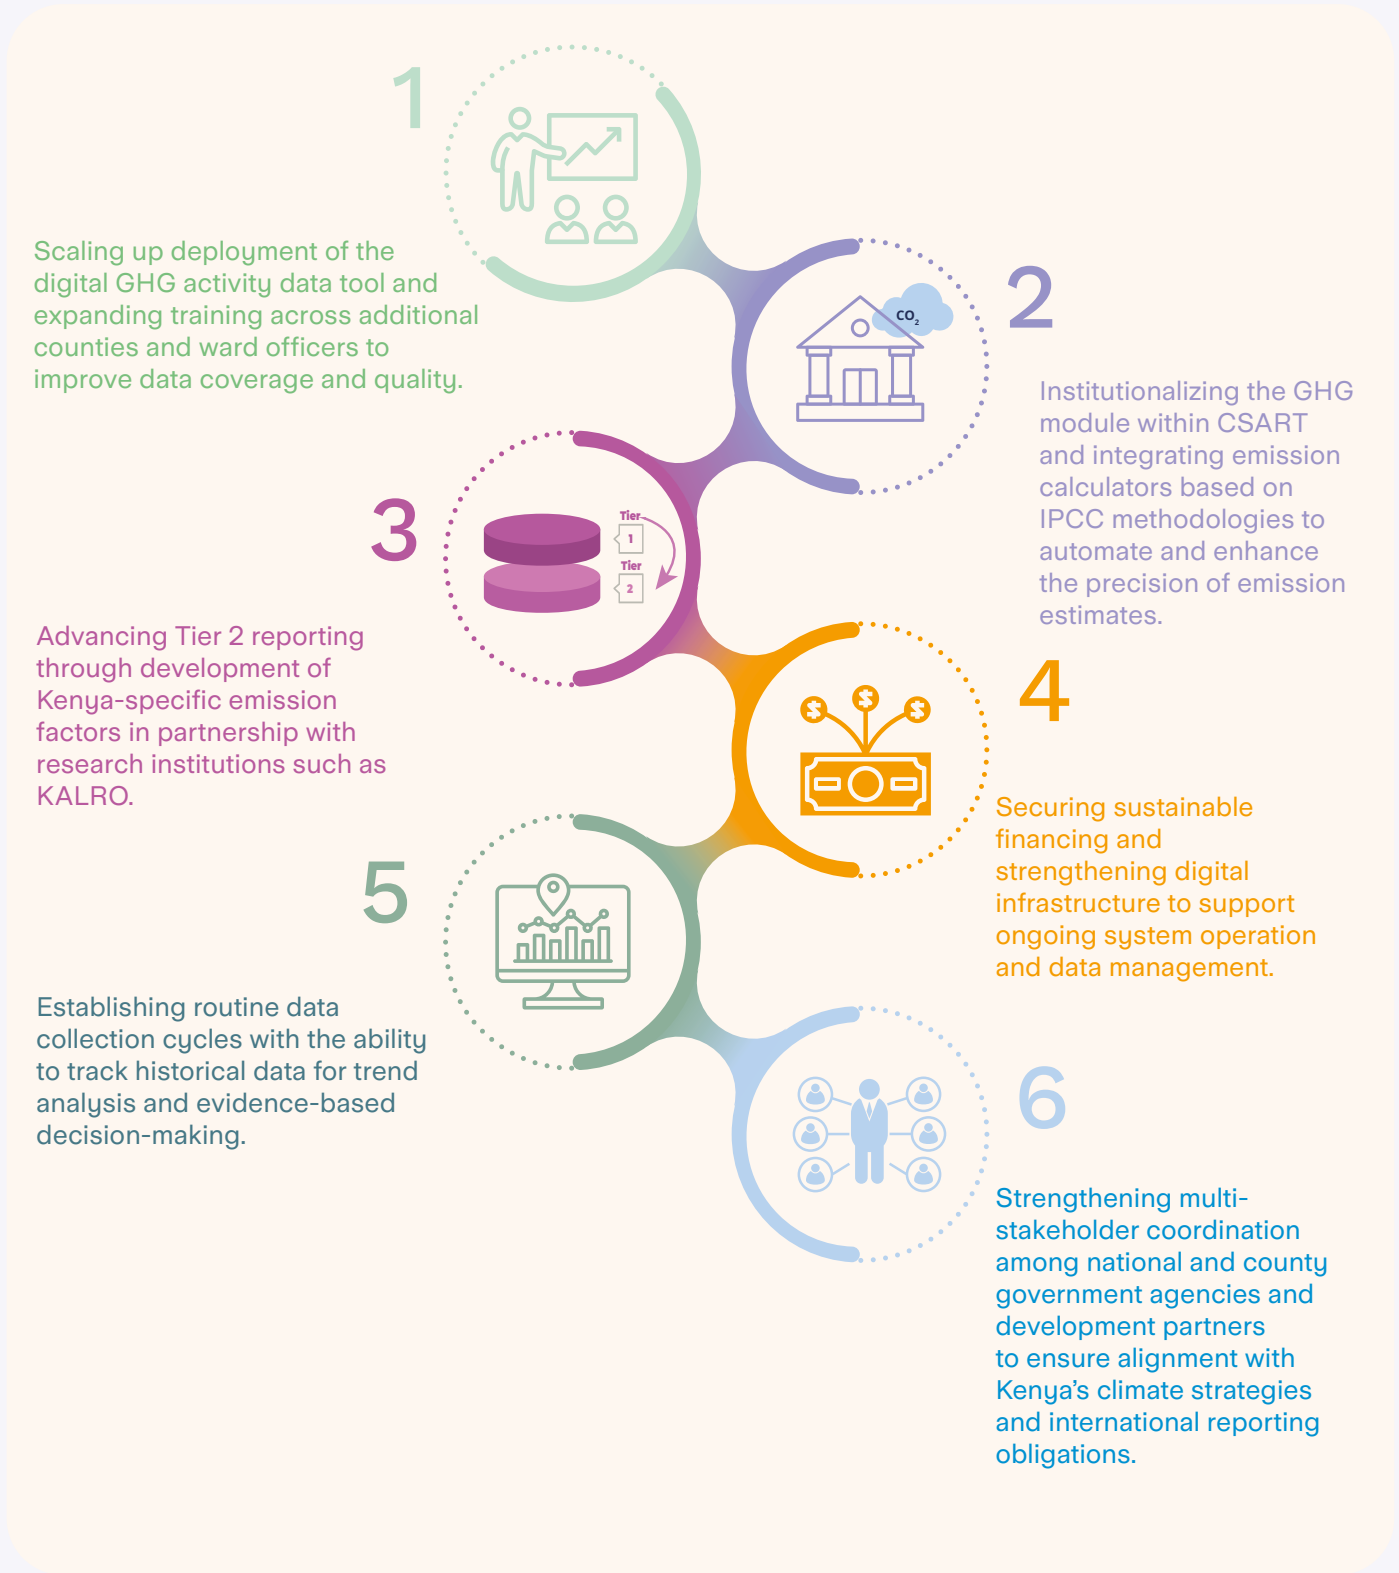 1
Scaling up deployment of the
digital GHG activity data tool and
expanding training across additional
counties and ward officers to
improve data coverage and quality.
2
CO2
Institutionalizing the GHG
module within CSART
and integrating emission
calculators based on
IPCC methodologies to
automate and enhance
the precision of emission
estimates.
3
Tier
1
Tier
2
Advancing Tier 2 reporting
through development of
Kenya-specific emission
factors in partnership with
research institutions such as
KALRO.
4
$ $ $
Securing sustainable
financing and
strengthening digital
infrastructure to support
ongoing system operation
and data management.
5
Establishing routine data
collection cycles with the ability
to track historical data for trend
analysis and evidence-based
decision-making.
6
Strengthening multi-
stakeholder coordination
among national and county
government agencies and
development partners
to ensure alignment with
Kenya’s climate strategies
and international reporting
obligations.